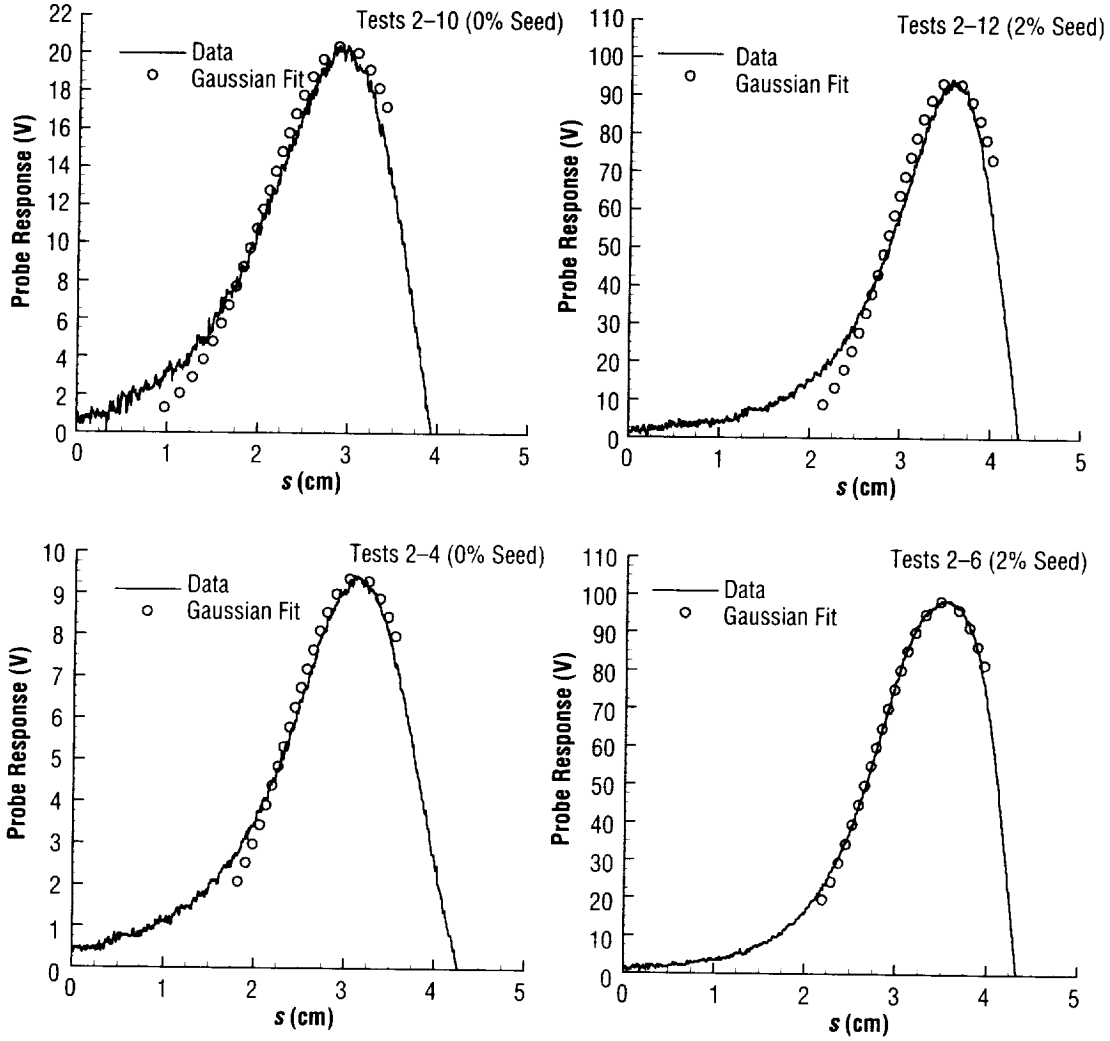 Tests 2–10 (0% Seed)
Data
Gaussian Fit
Probe Response (V)
22
20
18
16
14
12
10
8
6
4
2
0
0 1 2 3 4 5
s (cm)
Tests 2–12 (2% Seed)
Data
Gaussian Fit
Probe Response (V)
110
100
90
80
70
60
50
40
30
20
10
0
0 1 2 3 4 5
s (cm)
Tests 2–4 (0% Seed)
Data
Gaussian Fit
Probe Response (V)
10
9
8
7
6
5
4
3
2
1
0
0 1 2 3 4 5
s (cm)
Tests 2–6 (2% Seed)
Data
Gaussian Fit
Probe Response (V)
110
100
90
80
70
60
50
40
30
20
10
0
0 1 2 3 4 5
s (cm)